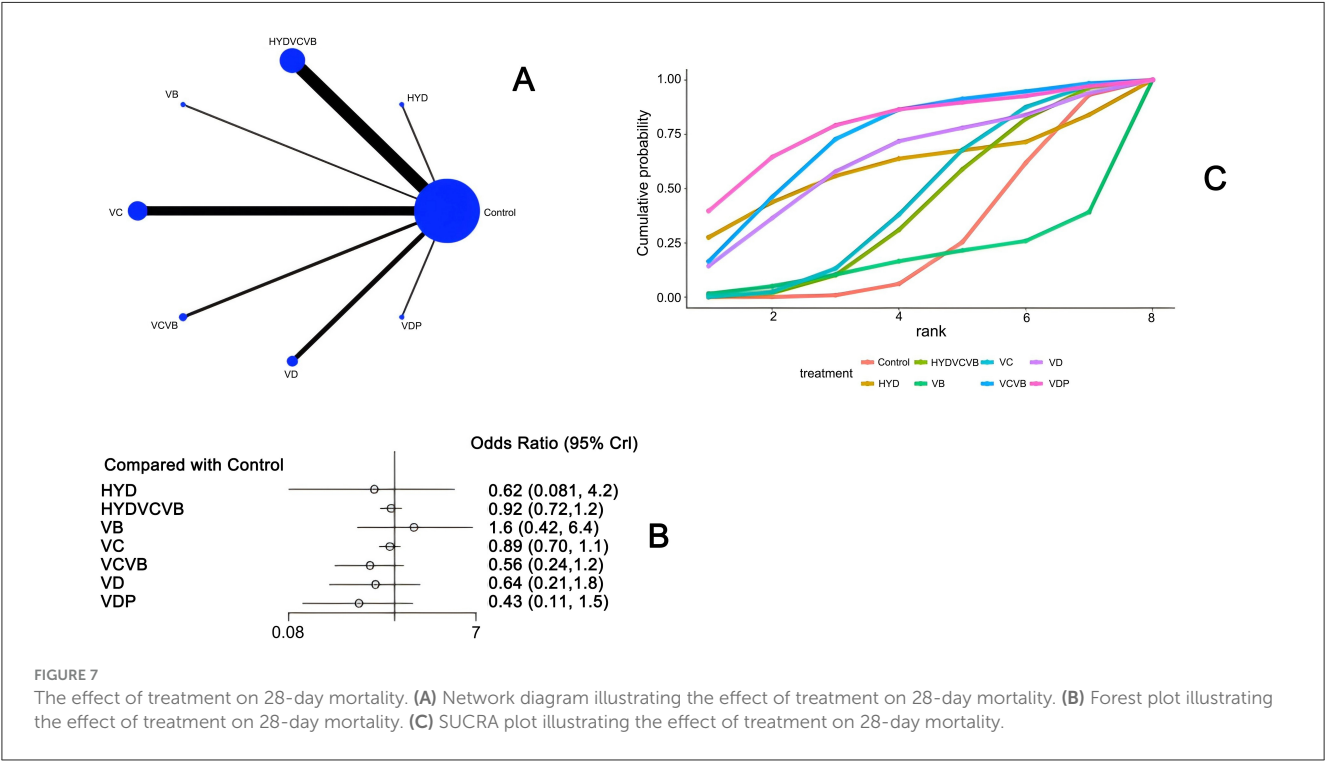 A
HYDVCVB
VB
HYD
VC
Control
VCVB
VDP
VD
C
Cumulative probability
1.00
0.75
0.50
0.25
0.00
2 4 6 8
rank
treatment
Control HYDVCVB VC VD
HYD VB VCVB VDP
B
Odds Ratio (95% Crl)
Compared with Control
HYD 0.62 (0.081, 4.2)
HYDVCVB 0.92 (0.72,1.2)
VB 1.6 (0.42, 6.4)
VC 0.89 (0.70, 1.1)
VCVB 0.56 (0.24,1.2)
VD 0.64 (0.21,1.8)
VDP 0.43 (0.11, 1.5)
0.08 7
FIGURE 7
The effect of treatment on 28-day mortality. (A) Network diagram illustrating the effect of treatment on 28-day mortality. (B) Forest plot illustrating
the effect of treatment on 28-day mortality. (C) SUCRA plot illustrating the effect of treatment on 28-day mortality.